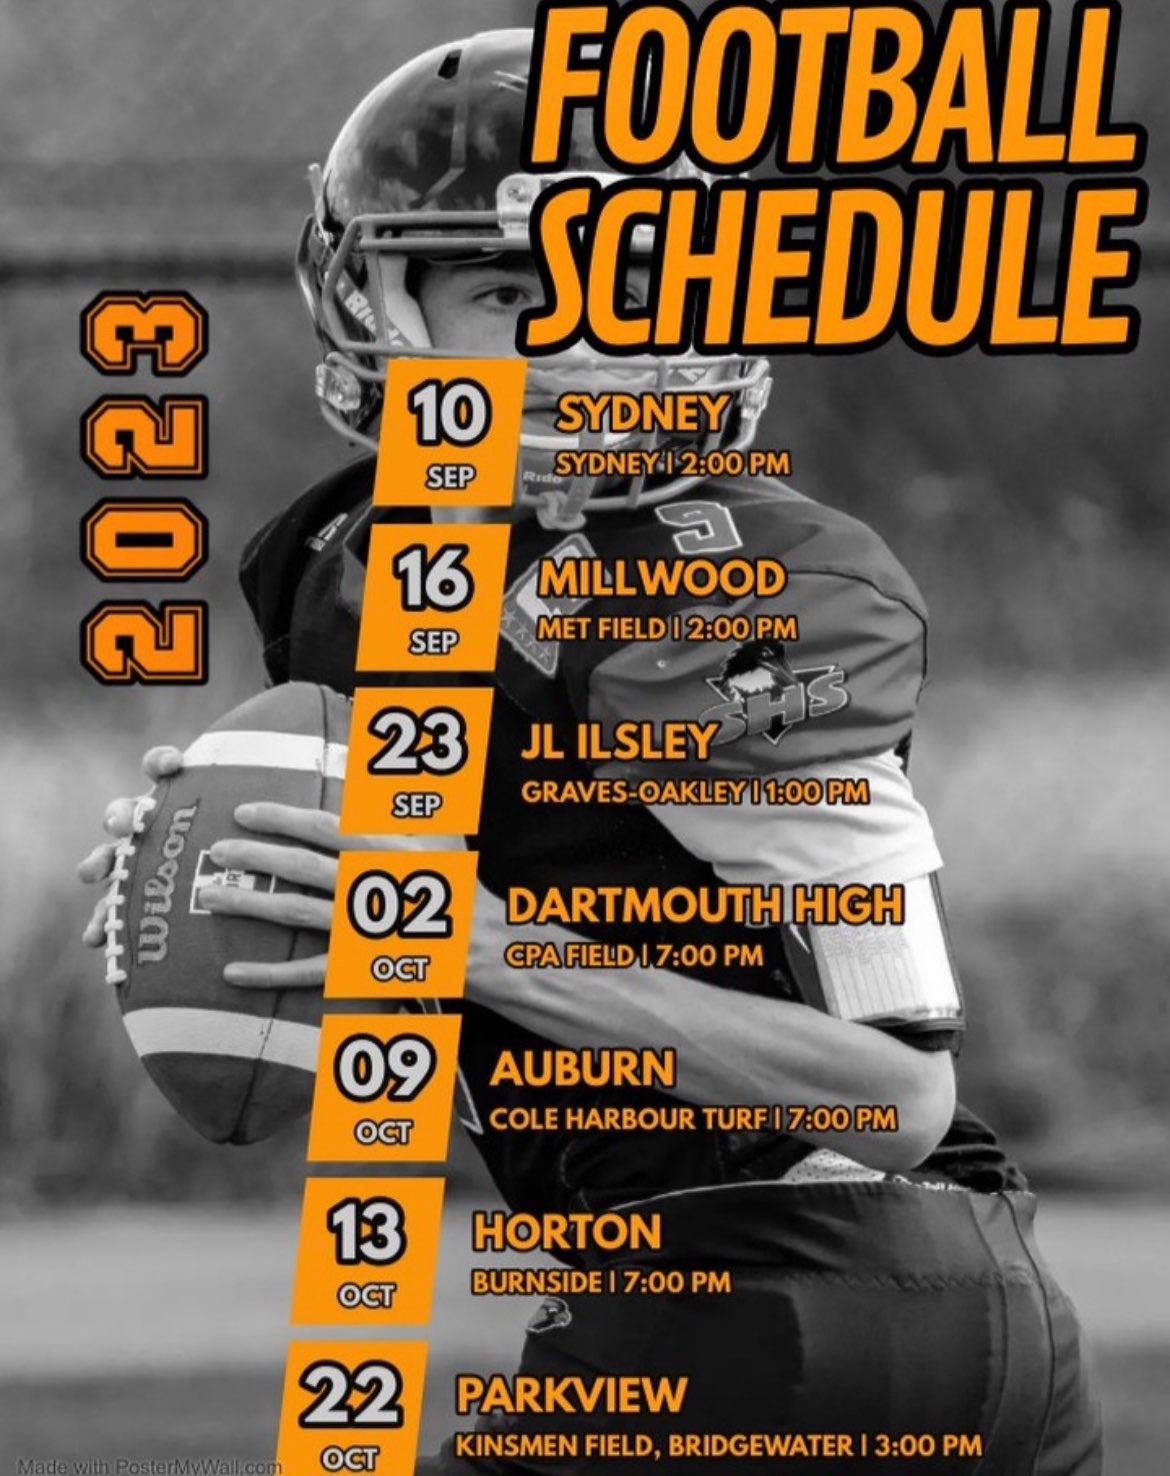 FOOTBALL
SCHEDULE
2023
10
SEP
SYDNEY
SYDNEY | 2:00 PM
16
SEP
MILLWOOD
MET FIELD | 2:00 PM
23
SEP
JL ILSLEY
GRAVES-OAKLEY | 1:00 PM
02
OCT
DARTMOUTH HIGH
CPA FIELD | 7:00 PM
09
OCT
AUBURN
COLE HARBOUR TURF | 7:00 PM
13
OCT
HORTON
BURNSIDE | 7:00 PM
22
OCT
PARKVIEW
KINSMEN FIELD, BRIDGEWATER | 3:00 PM
9
SHS
Wilson
Made with PosterMyWall.com